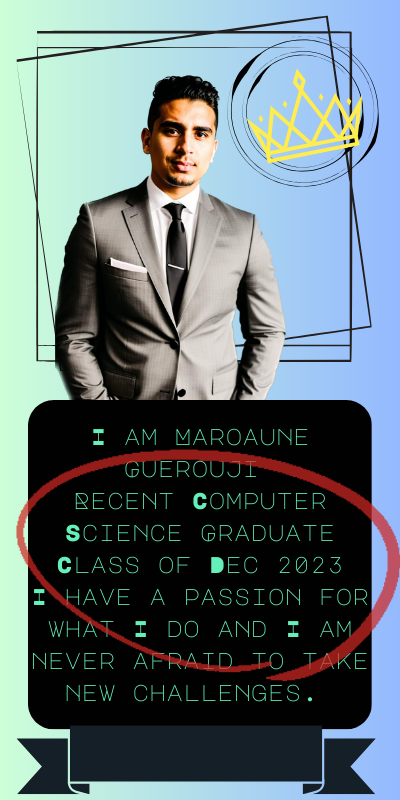 I AM MAROAUNE
GUEROUJI
RECENT COMPUTER
SCIENCE GRADUATE
CLASS OF DEC 2023
I HAVE A PASSION FOR
WHAT I DO AND I AM
NEVER AFRAID TO TAKE
NEW CHALLENGES.